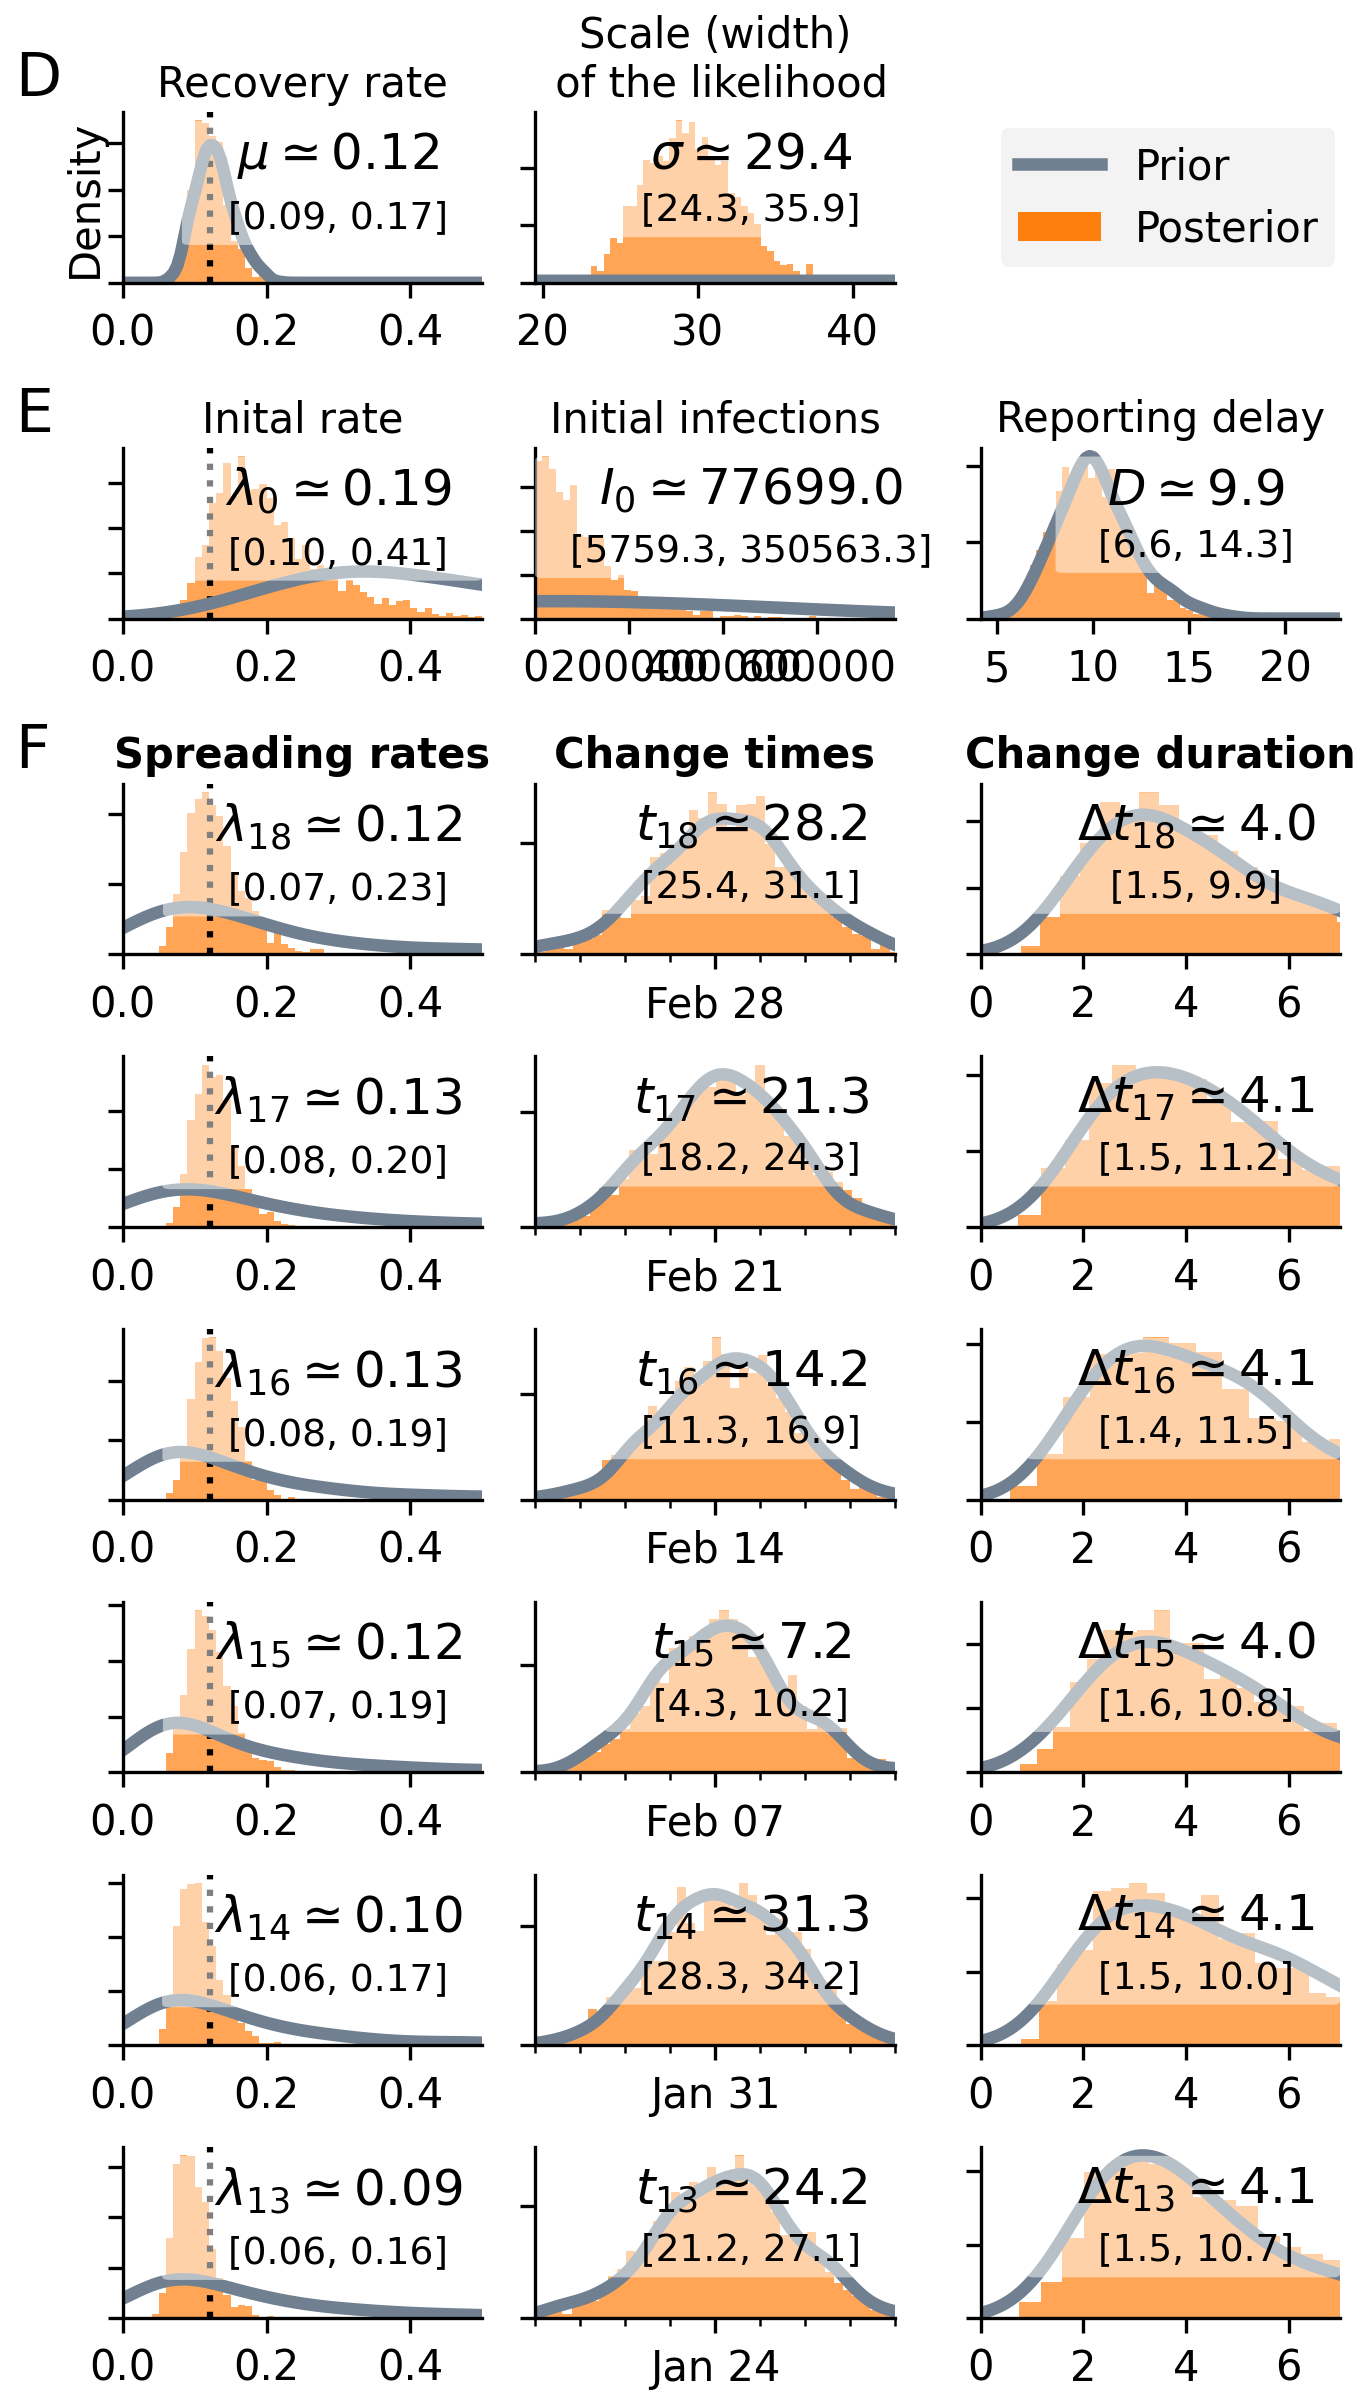 D
Recovery rate
Scale (width)
of the likelihood
Density
μ ≃ 0.12
[0.09, 0.17]
0.0 0.2 0.4
σ ≃ 29.4
[24.3, 35.9]
20 30 40
Prior
Posterior
E
Inital rate
λ0 ≃ 0.19
[0.10, 0.41]
0.0 0.2 0.4
Initial infections
I0 ≃ 77699.0
[5759.3, 350563.3]
0 200000 400000 600000
Reporting delay
D ≃ 9.9
[6.6, 14.3]
5 10 15 20
F
Spreading rates Change times Change duration
λ18 ≃ 0.12
[0.07, 0.23]
0.0 0.2 0.4
t18 ≃ 28.2
[25.4, 31.1]
Feb 28
Δt18 ≃ 4.0
[1.5, 9.9]
0 2 4 6
λ17 ≃ 0.13
[0.08, 0.20]
0.0 0.2 0.4
t17 ≃ 21.3
[18.2, 24.3]
Feb 21
Δt17 ≃ 4.1
[1.5, 11.2]
0 2 4 6
λ16 ≃ 0.13
[0.08, 0.19]
0.0 0.2 0.4
t16 ≃ 14.2
[11.3, 16.9]
Feb 14
Δt16 ≃ 4.1
[1.4, 11.5]
0 2 4 6
λ15 ≃ 0.12
[0.07, 0.19]
0.0 0.2 0.4
t15 ≃ 7.2
[4.3, 10.2]
Feb 07
Δt15 ≃ 4.0
[1.6, 10.8]
0 2 4 6
λ14 ≃ 0.10
[0.06, 0.17]
0.0 0.2 0.4
t14 ≃ 31.3
[28.3, 34.2]
Jan 31
Δt14 ≃ 4.1
[1.5, 10.0]
0 2 4 6
λ13 ≃ 0.09
[0.06, 0.16]
0.0 0.2 0.4
t13 ≃ 24.2
[21.2, 27.1]
Jan 24
Δt13 ≃ 4.1
[1.5, 10.7]
0 2 4 6